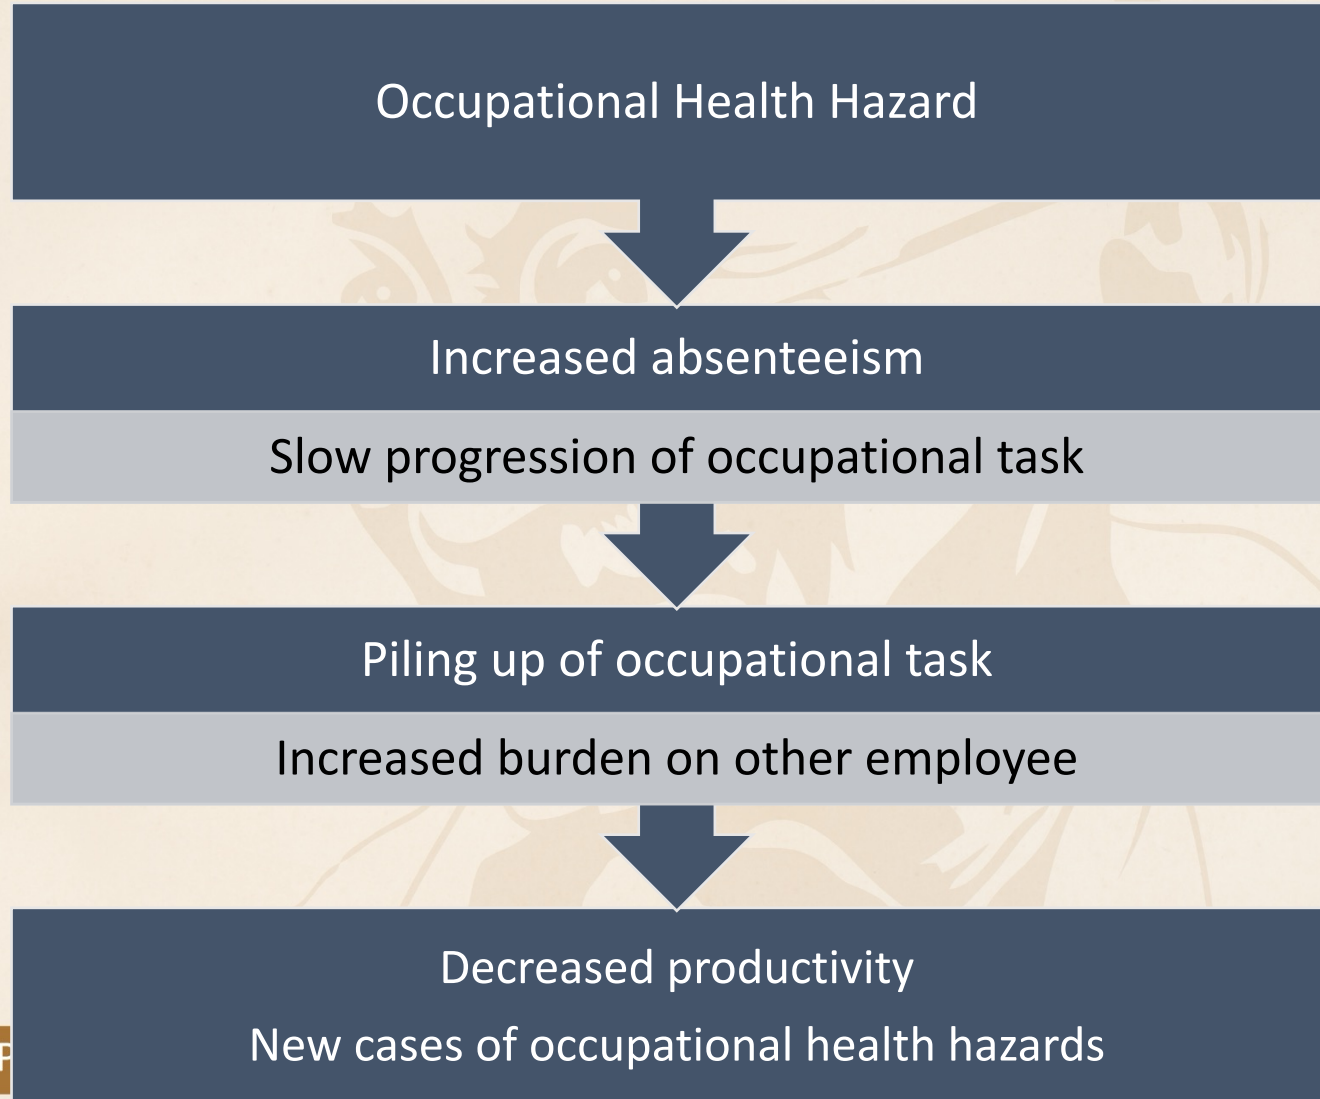 Occupational Health Hazard
Increased absenteeism
Slow progression of occupational task
Piling up of occupational task
Increased burden on other employee
Decreased productivity
New cases of occupational health hazards